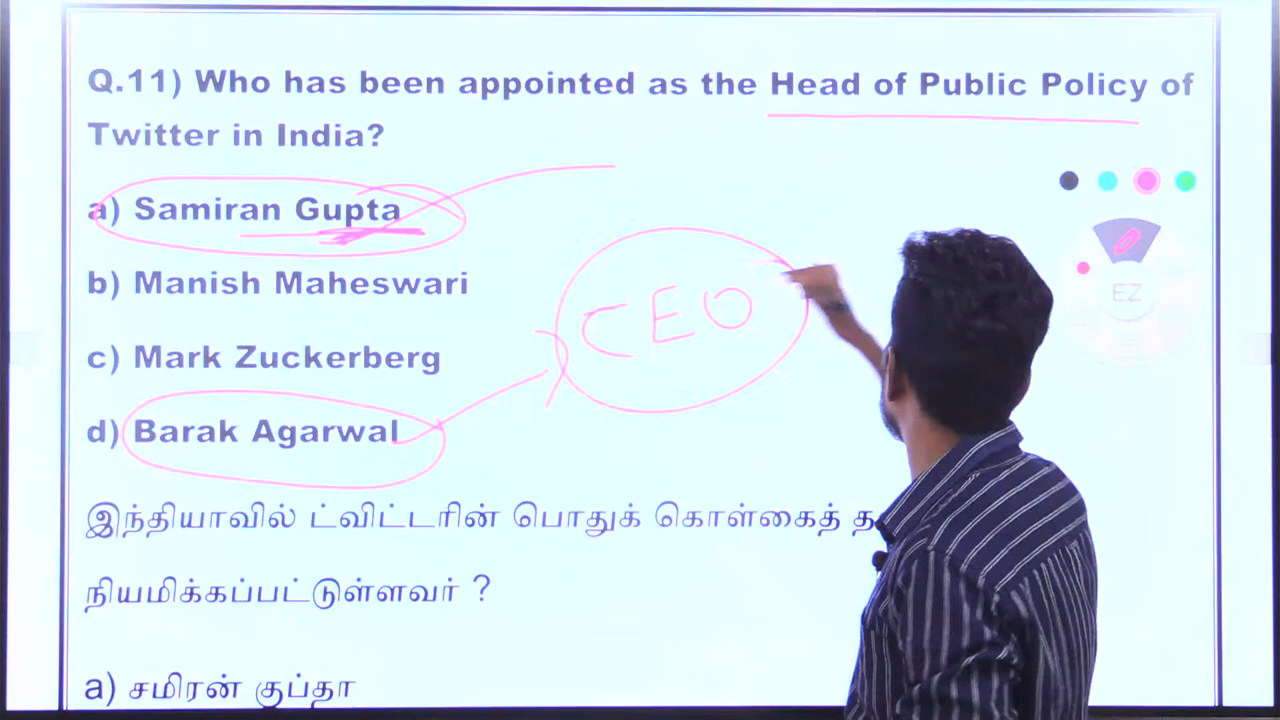 Q.11) Who has been appointed as the Head of Public Policy of
Twitter in India?
a) Samiran Gupta
b) Manish Maheswari
CEO
c) Mark Zuckerberg
d) Barak Agarwal
இந்தியாவில் ட்விட்டரின் பொதுக் கொள்கைத்
நியமிக்கப்பட்டுள்ளவர் ?
a) சமிரன் குப்தா
EZ